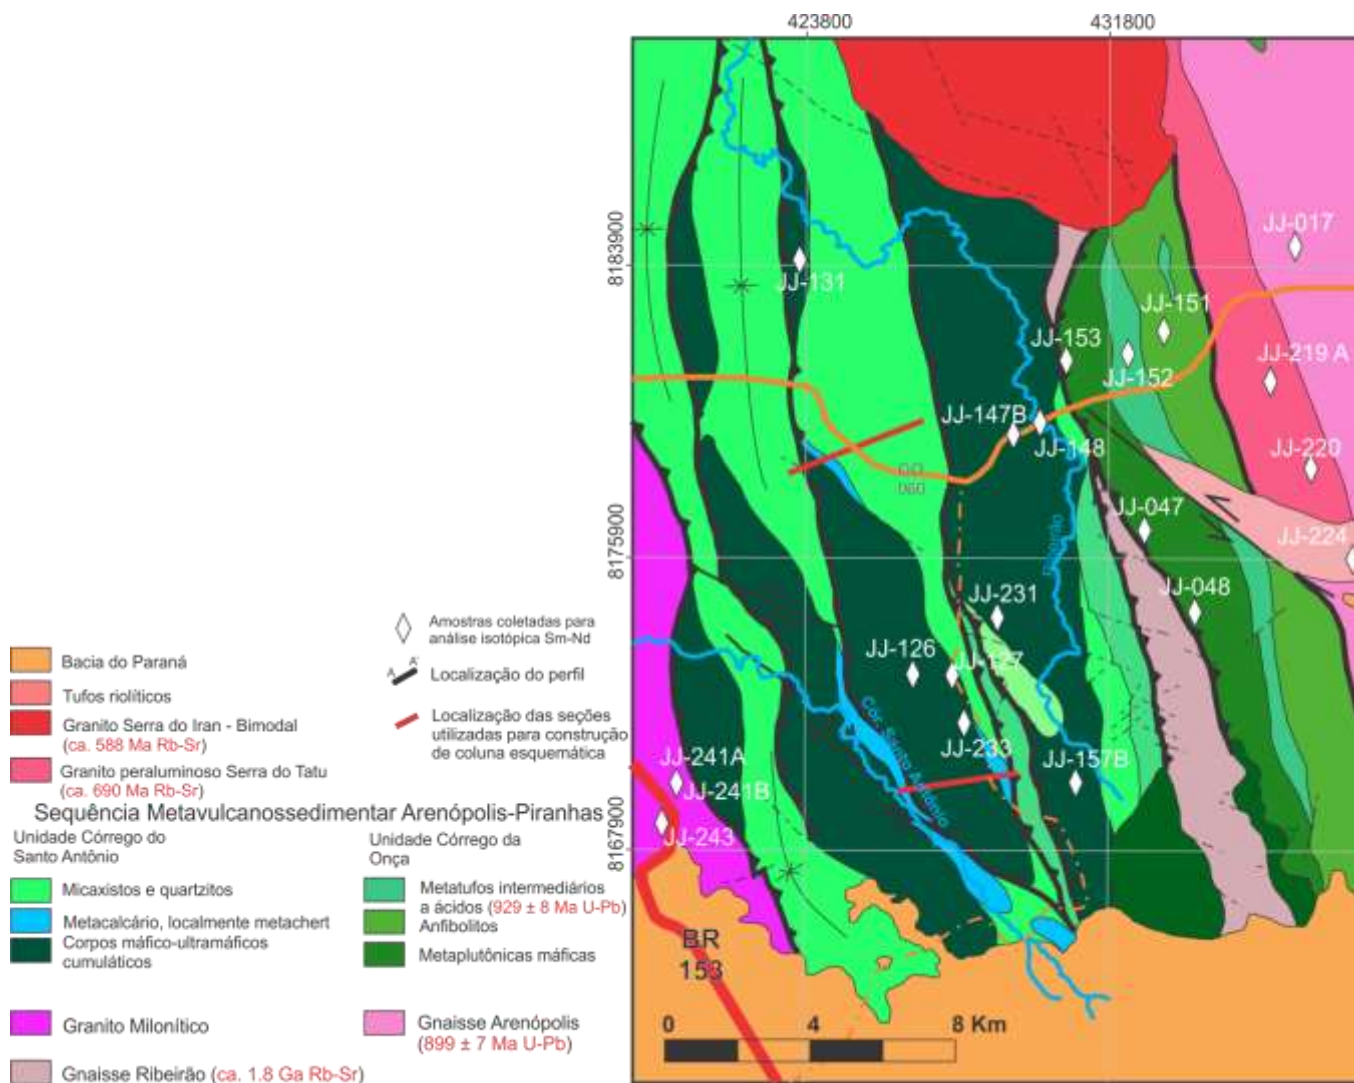 423800
431800
8183900
8175900
8167900
JJ-017
JJ-131
JJ-151
JJ-153
JJ-152
JJ-219 A
JJ-147B
JJ-148
JJ-220
GO
060
JJ-047
JJ-224
JJ-048
JJ-231
JJ-126
JJ-127
JJ-233
JJ-157B
Cór. Santo Antônio
JJ-241A
JJ-241B
JJ-243
BR
153
0 4 8 Km
Amostras coletadas para
análise isotópica Sm-Nd
A A'
Localização do perfil
Localização das seções
utilizadas para construção
de coluna esquemática
Bacia do Paraná
Tufos riolíticos
Granito Serra do Iran - Bimodal
(ca. 588 Ma Rb-Sr)
Granito peraluminoso Serra do Tatu
(ca. 690 Ma Rb-Sr)
Sequência Metavulcanossedimentar Arenópolis-Piranhas
Unidade Córrego do
Santo Antônio
Micaxistos e quartzitos
Metacalcário, localmente metachert
Corpos máfico-ultramáficos
cumuláticos
Unidade Córrego da
Onça
Metatufos intermediários
a ácidos (929 ± 8 Ma U-Pb)
Anfibolitos
Metaplutônicas máficas
Granito Milonítico
Gnaisse Arenópolis
(899 ± 7 Ma U-Pb)
Gnaisse Ribeirão (ca. 1.8 Ga Rb-Sr)